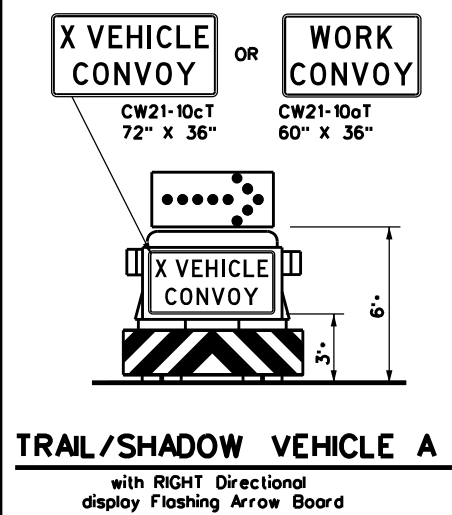 X VEHICLE
CONVOY
OR
WORK
CONVOY
CW21-10cT
72" X 36"
CW21-10aT
60" X 36"
X VEHICLE
CONVOY
3'±
6'±
TRAIL/SHADOW VEHICLE A
with RIGHT Directional
display Flashing Arrow Board